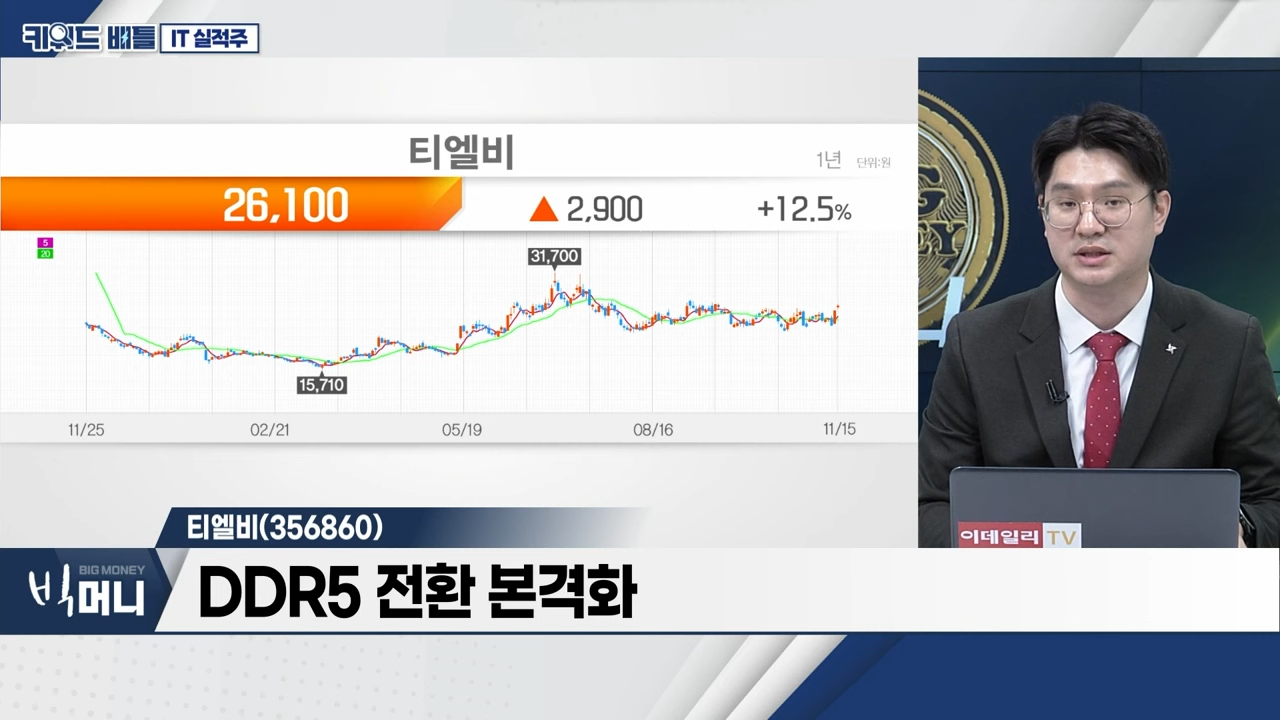 키워드 배틀 IT 실적주
티엘비
1년 단위:원
26,100 ▲ 2,900 +12.5%
5
20
31,700
15,710
11/25 02/21 05/19 08/16 11/15
이데일리 TV
티엘비(356860)
BIG MONEY
빅머니
DDR5 전환 본격화